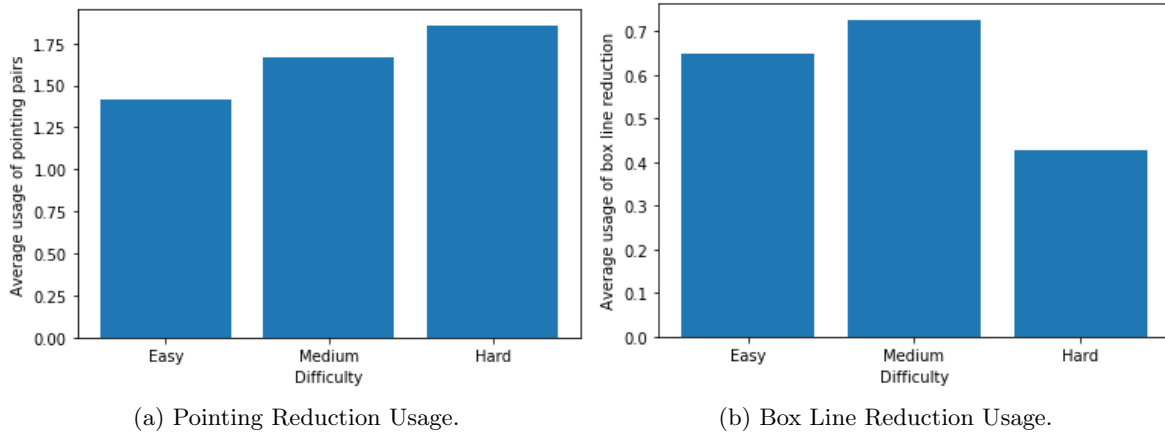 Average usage of pointing pairs
1.75
1.50
1.25
1.00
0.75
0.50
0.25
0.00
Easy Medium Hard
Difficulty
(a) Pointing Reduction Usage.
Average usage of box line reduction
0.7
0.6
0.5
0.4
0.3
0.2
0.1
0.0
Easy Medium Hard
Difficulty
(b) Box Line Reduction Usage.